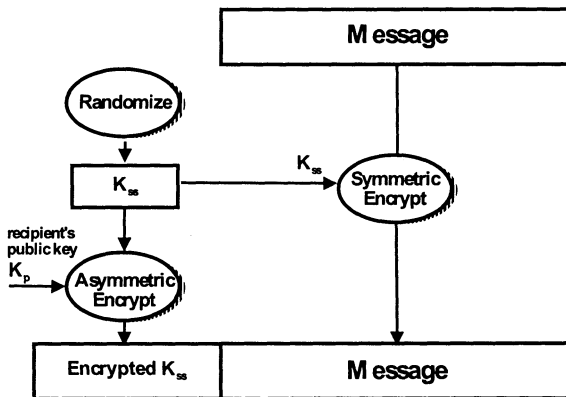 Message
Randomize
Kss
Kss
Symmetric
Encrypt
recipient's
public key
Kp
Asymmetric
Encrypt
Encrypted Kss
Message